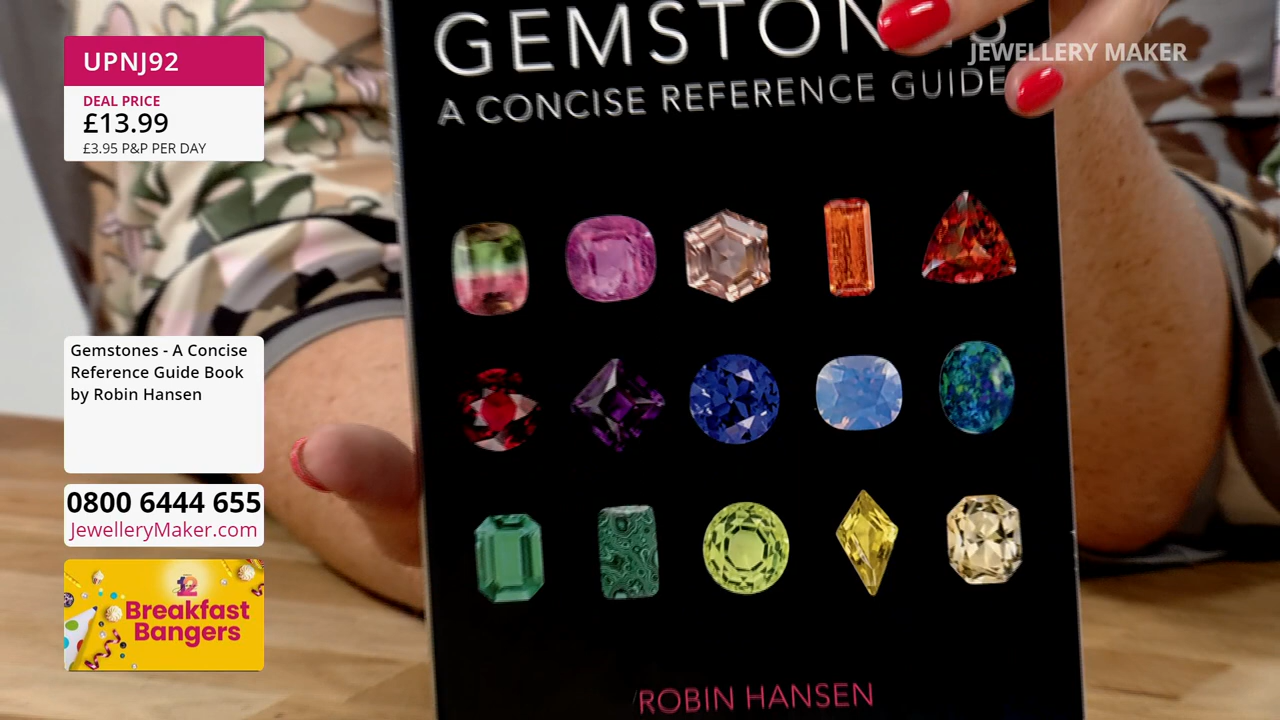 UPNJ92
DEAL PRICE
£13.99
£3.95 P&P PER DAY
Gemstones - A Concise
Reference Guide Book
by Robin Hansen
0800 6444 655
JewelleryMaker.com
12
Breakfast
Bangers
JEWELLERY MAKER
A CONCISE REFERENCE GUIDE
ROBIN HANSEN